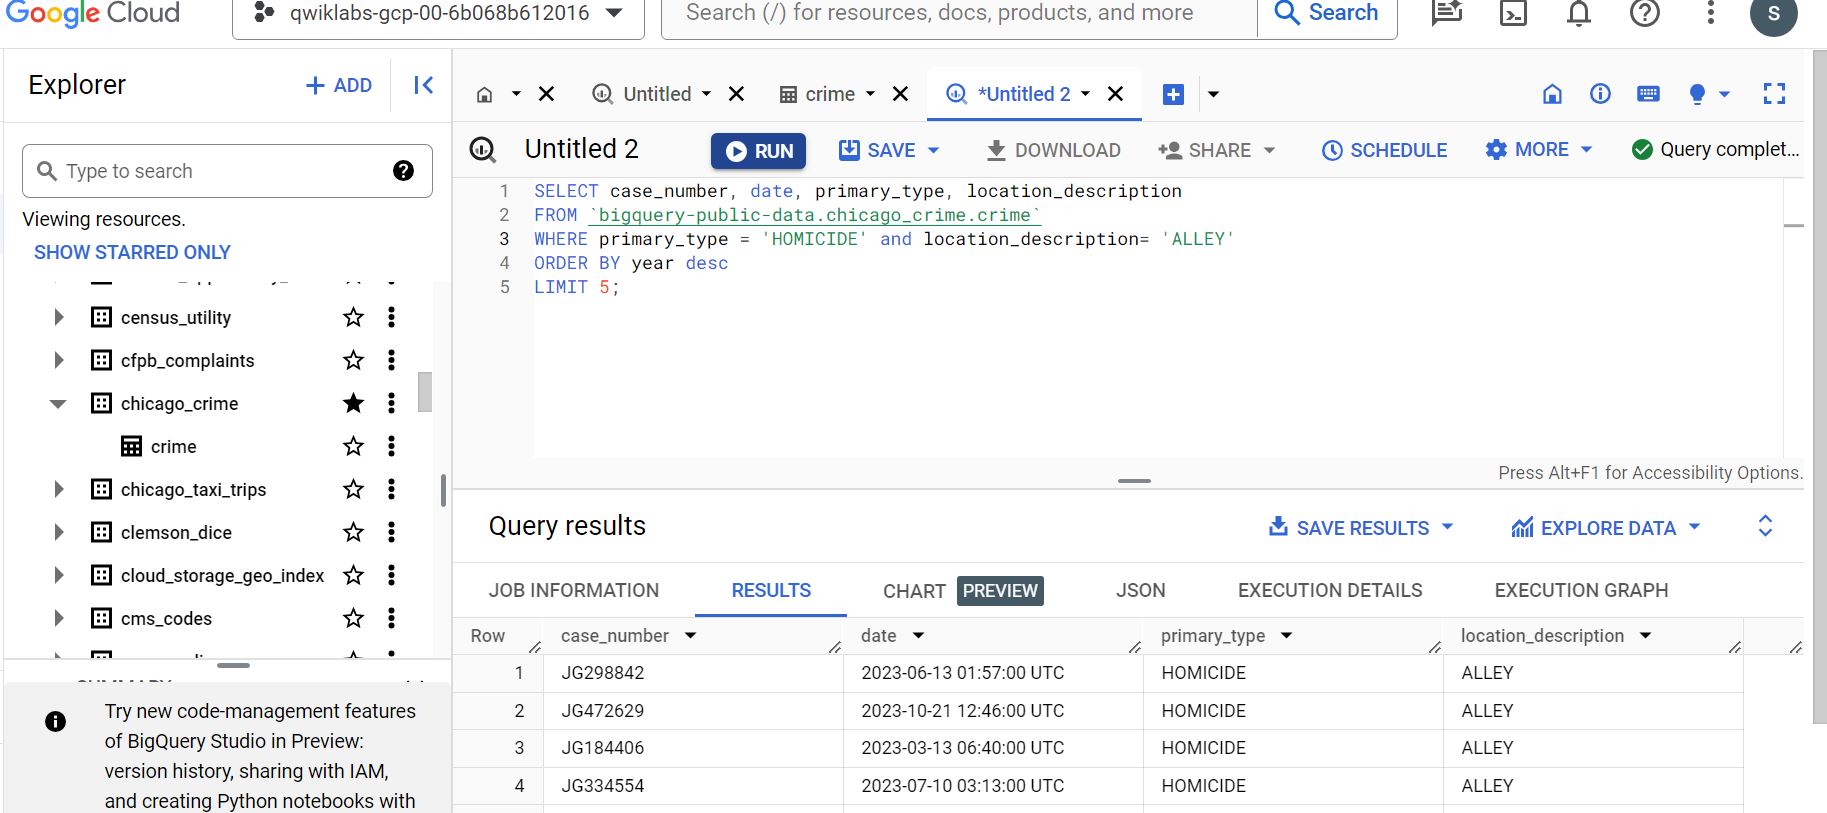 Google Cloud
qwiklabs-gcp-00-6b068b612016
Search (/) for resources, docs, products, and more
Search
S
Explorer
+ ADD
Type to search
Viewing resources.
SHOW STARRED ONLY
census_utility
cfpb_complaints
chicago_crime
crime
chicago_taxi_trips
clemson_dice
cloud_storage_geo_index
cms_codes
SUMMARY
Try new code-management features
of BigQuery Studio in Preview:
version history, sharing with IAM,
and creating Python notebooks with
Untitled
crime
*Untitled 2
Untitled 2
RUN
SAVE
DOWNLOAD
SHARE
SCHEDULE
MORE
Query complet...
1 SELECT case_number, date, primary_type, location_description
2 FROM `bigquery-public-data.chicago_crime.crime`
3 WHERE primary_type = 'HOMICIDE' and location_description= 'ALLEY'
4 ORDER BY year desc
5 LIMIT 5;
Press Alt+F1 for Accessibility Options.
Query results
SAVE RESULTS
EXPLORE DATA
JOB INFORMATION RESULTS CHART PREVIEW JSON EXECUTION DETAILS EXECUTION GRAPH
Row case_number date primary_type location_description
1 JG298842 2023-06-13 01:57:00 UTC HOMICIDE ALLEY
2 JG472629 2023-10-21 12:46:00 UTC HOMICIDE ALLEY
3 JG184406 2023-03-13 06:40:00 UTC HOMICIDE ALLEY
4 JG334554 2023-07-10 03:13:00 UTC HOMICIDE ALLEY